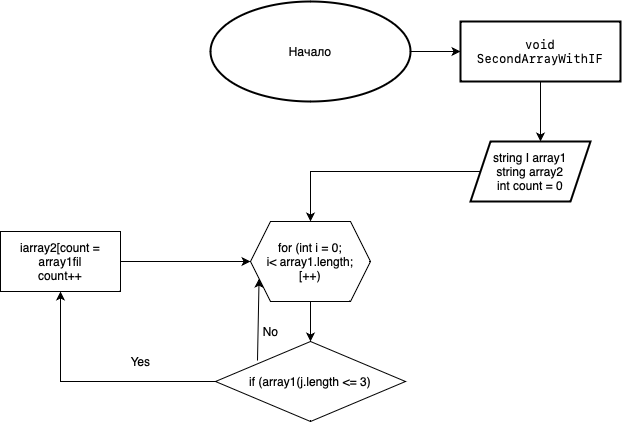 Начало
void
SecondArrayWithIF
string I array1
string array2
int count = 0
for (int i = 0;
i< array1.length;
[++)
iarray2[count =
array1fil
count++
No
Yes
if (array1(j.length <= 3)